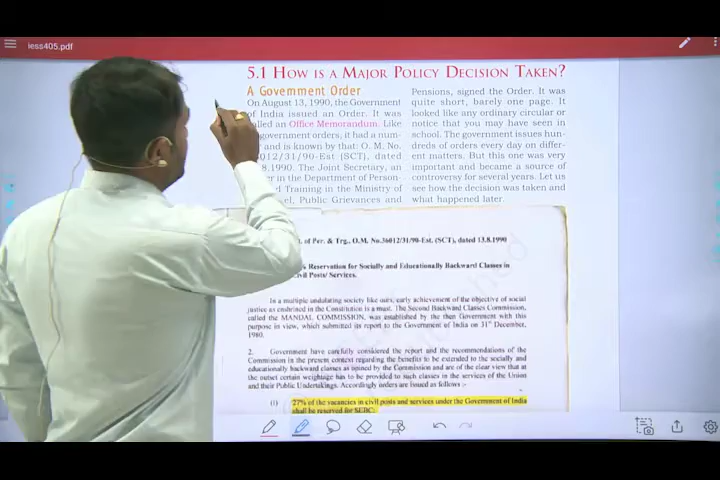 iess405.pdf
5.1 HOW IS A MAJOR POLICY DECISION TAKEN?
A Government Order
On August 13, 1990, the Government
of India issued an Order. It was
called an Office Memorandum. Like
government orders, it had a num-
and is known by that: O. M. No.
012/31/90-Est (SCT), dated
8.1990. The Joint Secretary, an
er in the Department of Person-
d Training in the Ministry of
el, Public Grievances and
Pensions, signed the Order. It was
quite short, barely one page. It
looked like any ordinary circular or
notice that you may have seen in
school. The government issues hun-
dreds of orders every day on differ-
ent matters. But this one was very
important and became a source of
controversy for several years. Let us
see how the decision was taken and
what happened later.
. of Per. & Trg., O.M. No.36012/31/90-Est. (SCT), dated 13.8.1990
Reservation for Socially and Educationally Backward Classes in
Civil Posts/ Services.
In a multiple undulating society like ours, early achievement of the objective of social
justice as enshrined in the Constitution is a must. The Second Backward Classes Commission,
called the MANDAL COMMISSION, was established by the then Government with this
purpose in view, which submitted its report to the Government of India on 31st December,
1980.
2. Government have carefully considered the report and the recommendations of the
Commission in the present context regarding the benefits to be extended to the socially and
educationally backward classes as opined by the Commission and are of the clear view that at
the outset certain weightage has to be provided to such classes in the services of the Union
and their Public Undertakings. Accordingly orders are issued as follows :-
(i) 27% of the vacancies in civil posts and services under the Government of India
shall be reserved for SEBC;